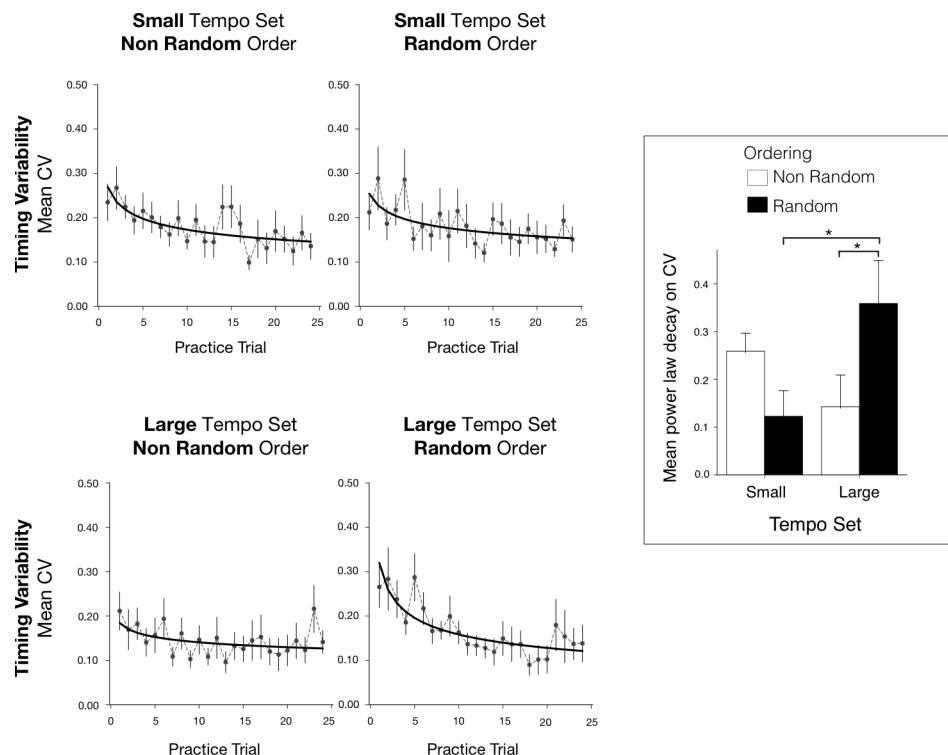 Small Tempo Set
Non Random Order
Small Tempo Set
Random Order
Timing Variability
Mean CV
0.50
0.40
0.30
0.20
0.10
0.00
0 5 10 15 20 25
Practice Trial
0.50
0.40
0.30
0.20
0.10
0.00
0 5 10 15 20 25
Practice Trial
Ordering
Non Random
Random
*
*
Mean power law decay on CV
0.4
0.3
0.2
0.1
0.0
Small Large
Tempo Set
Large Tempo Set
Non Random Order
Large Tempo Set
Random Order
Timing Variability
Mean CV
0.50
0.40
0.30
0.20
0.10
0.00
0 5 10 15 20 25
Practice Trial
0.50
0.40
0.30
0.20
0.10
0.00
0 5 10 15 20 25
Practice Trial